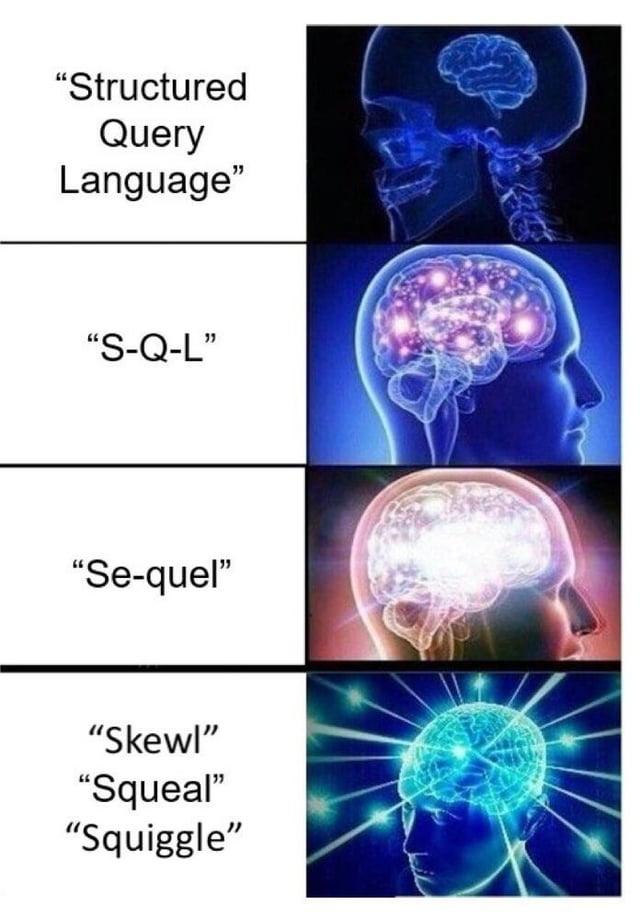 “Structured
Query
Language”
“S-Q-L”
“Se-quel”
“Skewl”
“Squeal”
“Squiggle”